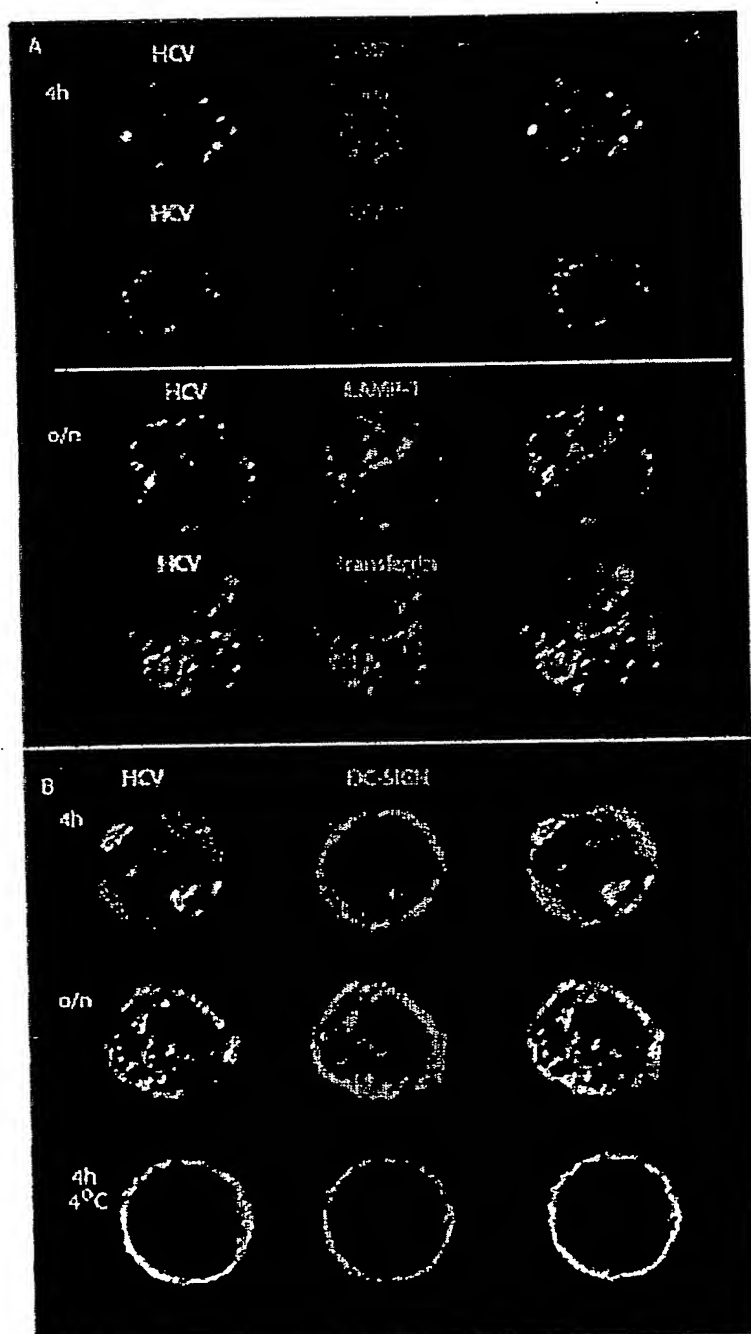 A
HCV
4h
HCV
HCV LAMP-1
o/n
HCV Transferrin
B HCV DC-SIGN
4h
o/n
4h
4°C